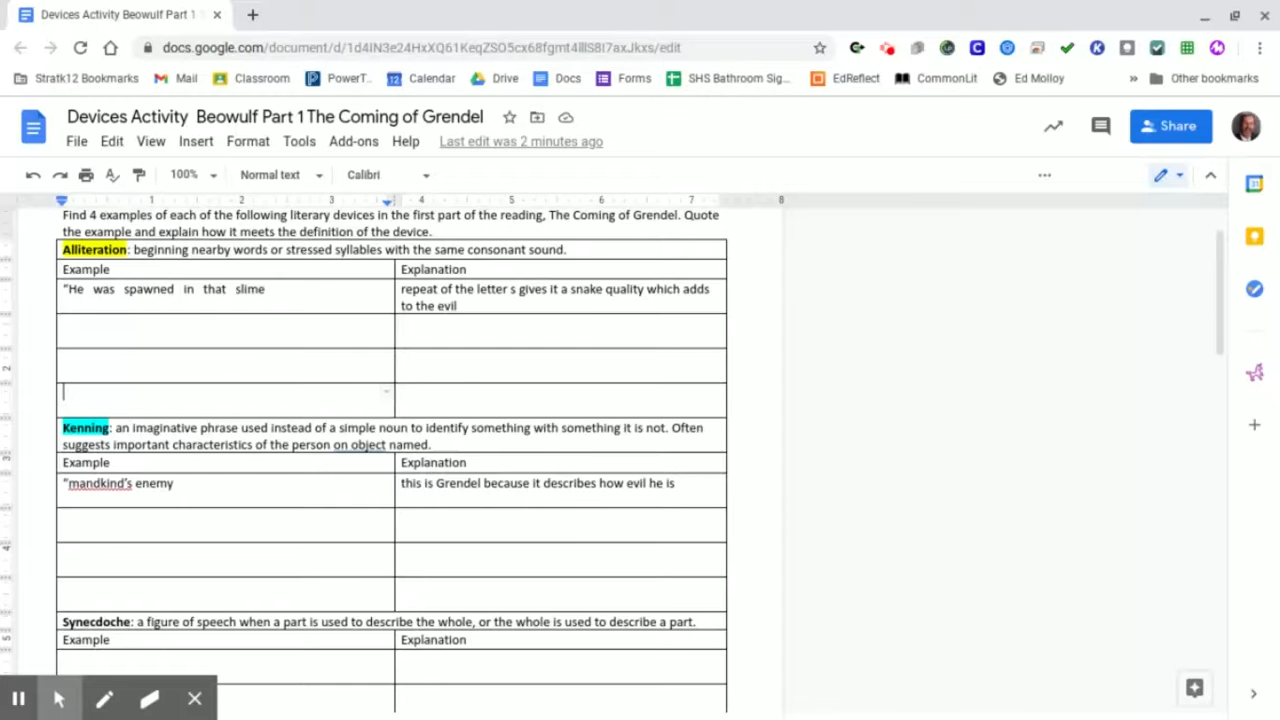 Devices Activity Beowulf Part 1
docs.google.com/document/d/1d4IN3e24HxXQ61KeqZSO5cx68fgmt4lllS8I7axJkxs/edit
Stratk12 Bookmarks Mail Classroom PowerT... Calendar Drive Docs Forms SHS Bathroom Sig... EdReflect CommonLit Ed Molloy » Other bookmarks
Devices Activity Beowulf Part 1 The Coming of Grendel
File Edit View Insert Format Tools Add-ons Help Last edit was 2 minutes ago
Share
100% Normal text Calibri
1 2 3 4 5 6 7 8
Find 4 examples of each of the following literary devices in the first part of the reading, The Coming of Grendel. Quote
the example and explain how it meets the definition of the device.
Alliteration: beginning nearby words or stressed syllables with the same consonant sound.
Example Explanation
"He was spawned in that slime repeat of the letter s gives it a snake quality which adds
to the evil
Kenning: an imaginative phrase used instead of a simple noun to identify something with something it is not. Often
suggests important characteristics of the person on object named.
Example Explanation
"mandkind's enemy this is Grendel because it describes how evil he is
Synecdoche: a figure of speech when a part is used to describe the whole, or the whole is used to describe a part.
Example Explanation